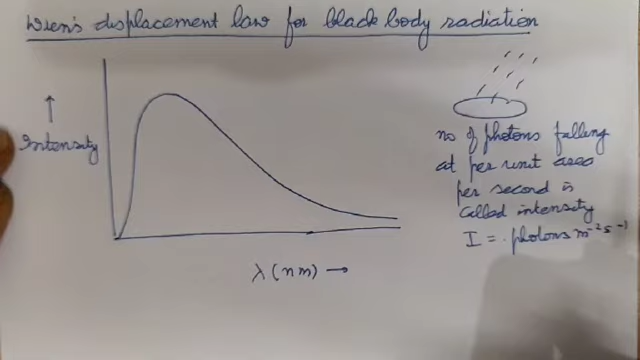 Wien's displacement law for black body radiation
↑
Intensity
λ (nm) →
no of photons falling
at per unit area
per second is
called intensity
I = photons m⁻² s⁻¹